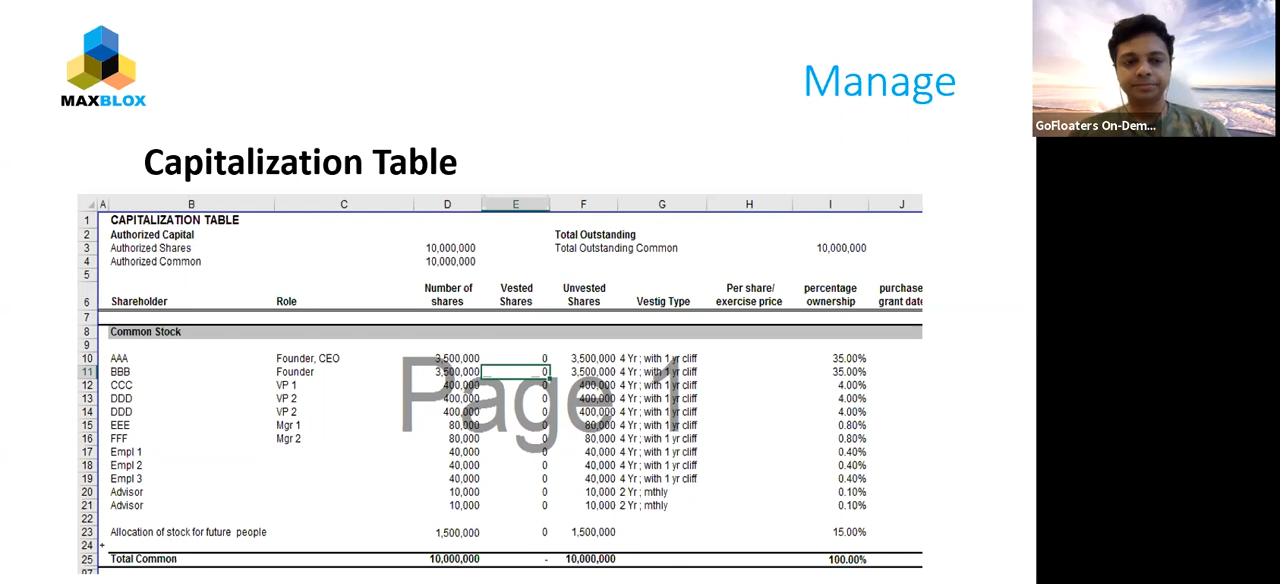 MAXBLOX
Manage
GoFloaters On-Dem...
Capitalization Table
A B C D E F G H I J
1 CAPITALIZATION TABLE
2 Authorized Capital Total Outstanding
3 Authorized Shares 10,000,000 Total Outstanding Common 10,000,000
4 Authorized Common 10,000,000
5
Number of Vested Unvested Per share/ percentage purchase
6 Shareholder Role shares Shares Shares Vestig Type exercise price ownership grant date
7
8 Common Stock
9
10 AAA Founder, CEO 3,500,000 0 3,500,000 4 Yr ; with 1 yr cliff 35.00%
11 BBB Founder 3,500,000 0 3,500,000 4 Yr ; with 1 yr cliff 35.00%
12 CCC VP 1 400,000 0 400,000 4 Yr ; with 1 yr cliff 4.00%
13 DDD VP 2 400,000 0 400,000 4 Yr ; with 1 yr cliff 4.00%
14 DDD VP 2 400,000 0 400,000 4 Yr ; with 1 yr cliff 4.00%
15 EEE Mgr 1 80,000 0 80,000 4 Yr ; with 1 yr cliff 0.80%
16 FFF Mgr 2 80,000 0 80,000 4 Yr ; with 1 yr cliff 0.80%
17 Empl 1 40,000 0 40,000 4 Yr ; with 1 yr cliff 0.40%
18 Empl 2 40,000 0 40,000 4 Yr ; with 1 yr cliff 0.40%
19 Empl 3 40,000 0 40,000 4 Yr ; with 1 yr cliff 0.40%
20 Advisor 10,000 0 10,000 2 Yr ; mthly 0.10%
21 Advisor 10,000 0 10,000 2 Yr ; mthly 0.10%
22
23 Allocation of stock for future people 1,500,000 0 1,500,000 15.00%
24 +
25 Total Common 10,000,000 - 10,000,000 100.00%
Page 1